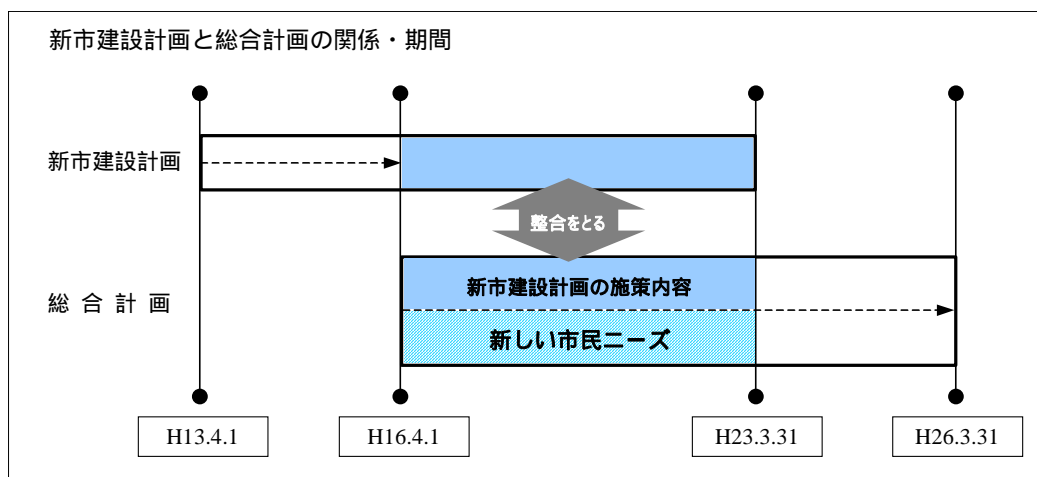 新市建設計画と総合計画の関係・期間
新市建設計画
整合をとる
総合計画
新市建設計画の施策内容
新しい市民ニーズ
H13.4.1
H16.4.1
H23.3.31
H26.3.31